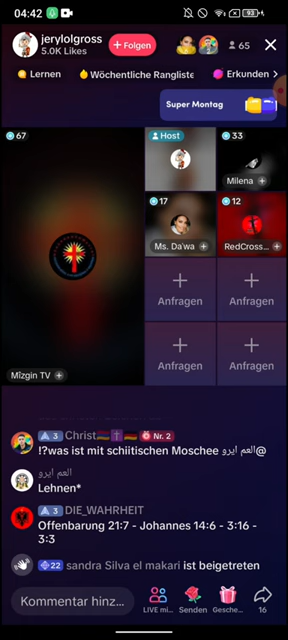 04:42
93
jerylolgross
5.0K Likes
+ Folgen
65
Lernen
Wöchentliche Rangliste
Erkunden
Super Montag
67
Host
33
Milena
17
12
Ms. Da'wa
RedCross...
Anfragen
Anfragen
Anfragen
Anfragen
Mîzgin TV
3 Christ Nr. 2
!?was ist mit schiitischen Moschee العم ايرو@
العم ايرو
Lehnen*
3 DIE_WAHRHEIT
Offenbarung 21:7 - Johannes 14:6 - 3:16 -
3:3
22 sandra Silva el makari ist beigetreten
Kommentar hinz...
LIVE mi...
Senden
Gesche...
16